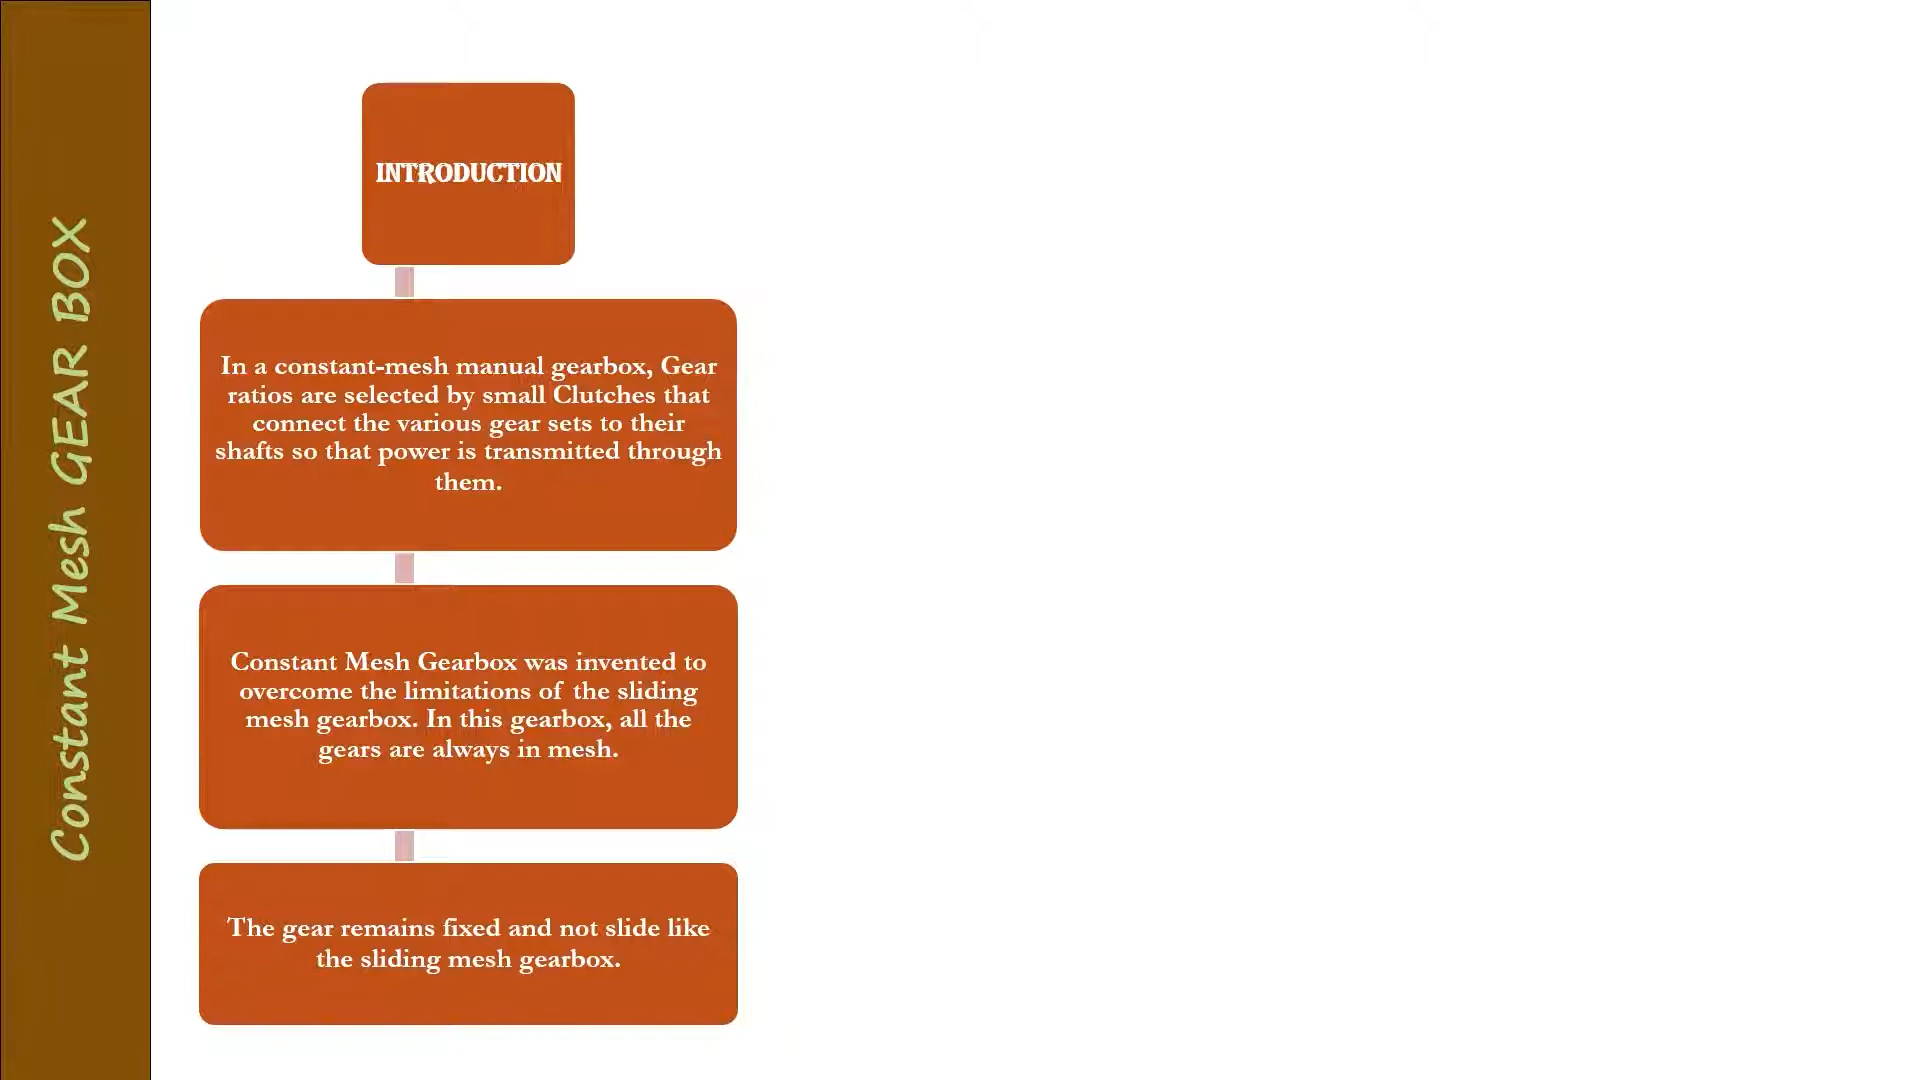 Constant Mesh GEAR BOX
INTRODUCTION
In a constant-mesh manual gearbox, Gear
ratios are selected by small Clutches that
connect the various gear sets to their
shafts so that power is transmitted through
them.
Constant Mesh Gearbox was invented to
overcome the limitations of the sliding
mesh gearbox. In this gearbox, all the
gears are always in mesh.
The gear remains fixed and not slide like
the sliding mesh gearbox.